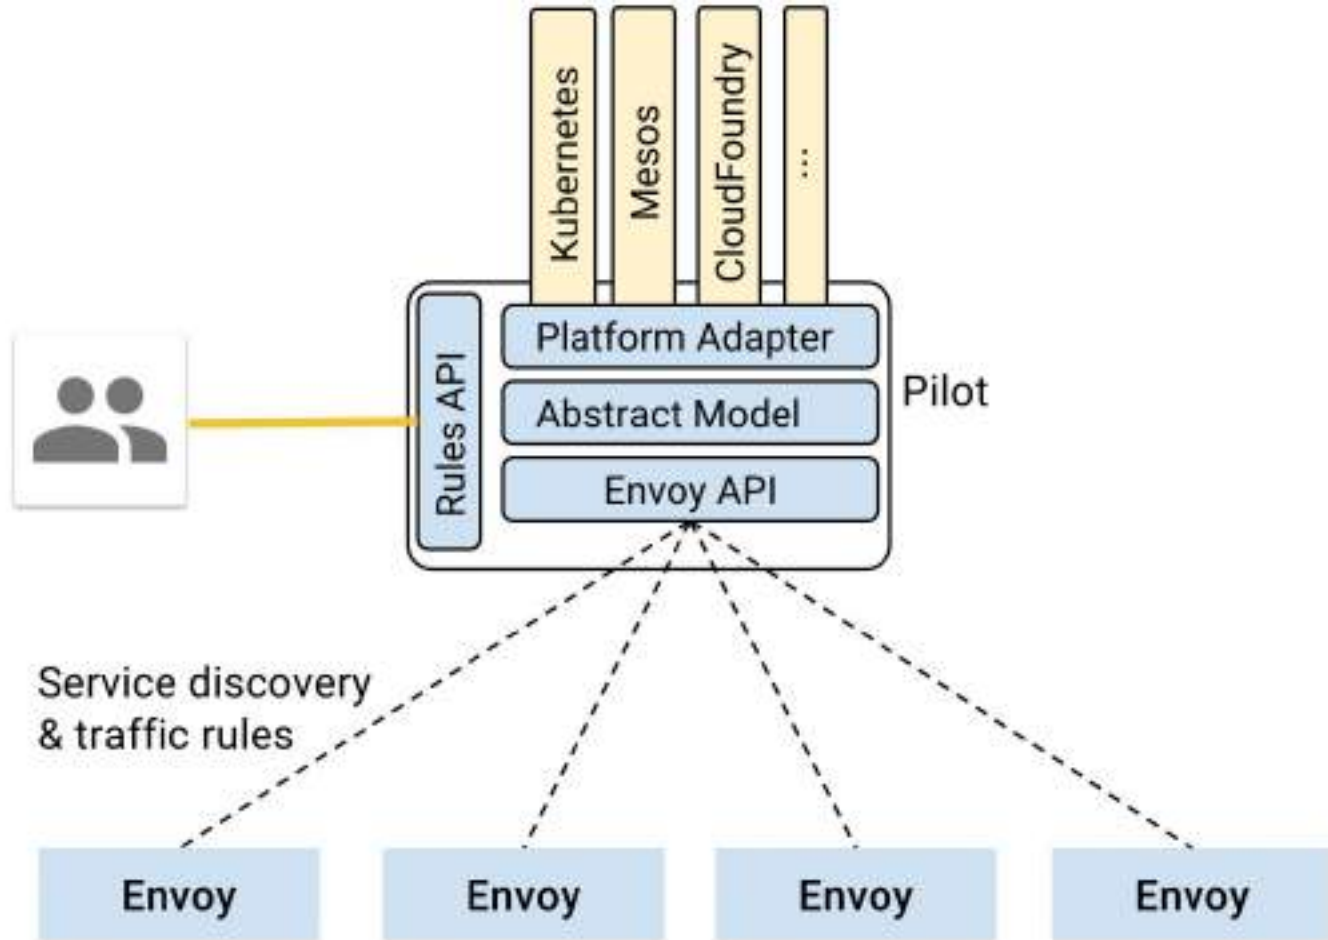 Kubernetes
Mesos
CloudFoundry
...
Rules API
Platform Adapter
Abstract Model
Envoy API
Pilot
Service discovery
& traffic rules
Envoy
Envoy
Envoy
Envoy